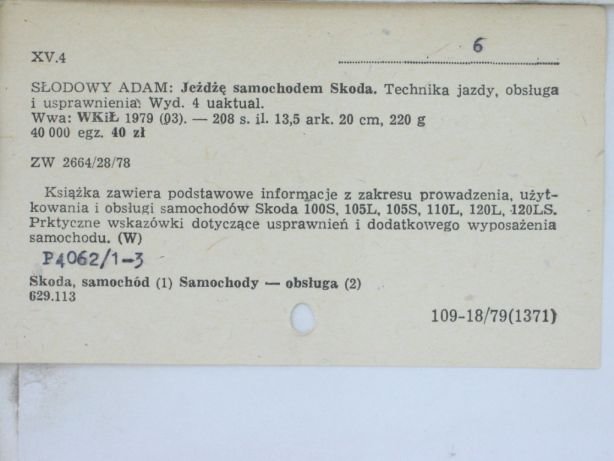 6
XV.4
SŁODOWY ADAM: Jeżdżę samochodem Skoda. Technika jazdy, obsługa
i usprawnienia. Wyd. 4 uaktual.
Wwa: WKiŁ 1979 (03). — 208 s. il. 13,5 ark. 20 cm, 220 g
40 000 egz. 40 zł
ZW 2664/28/78
Książka zawiera podstawowe informacje z zakresu prowadzenia, użyt-
kowania i obsługi samochodów Skoda 100S, 105L, 105S, 110L, 120L, 120LS.
Prktyczne wskazówki dotyczące usprawnień i dodatkowego wyposażenia
samochodu. (W)
P4062/1-3
Skoda, samochód (1) Samochody — obsługa (2)
629.113
109-18/79(1371)